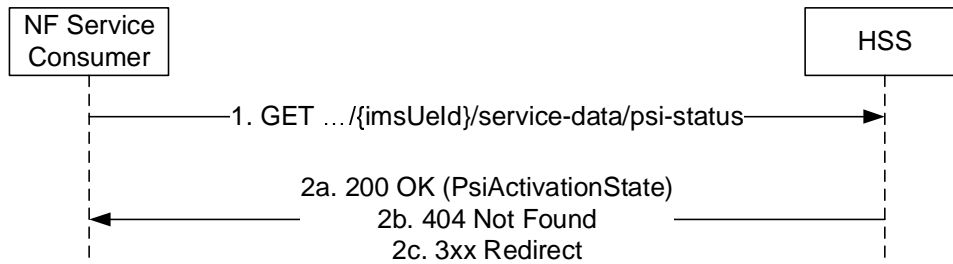 NF Service
Consumer
HSS
1. GET …/{imsUeId}/service-data/psi-status
2a. 200 OK (PsiActivationState)
2b. 404 Not Found
2c. 3xx Redirect